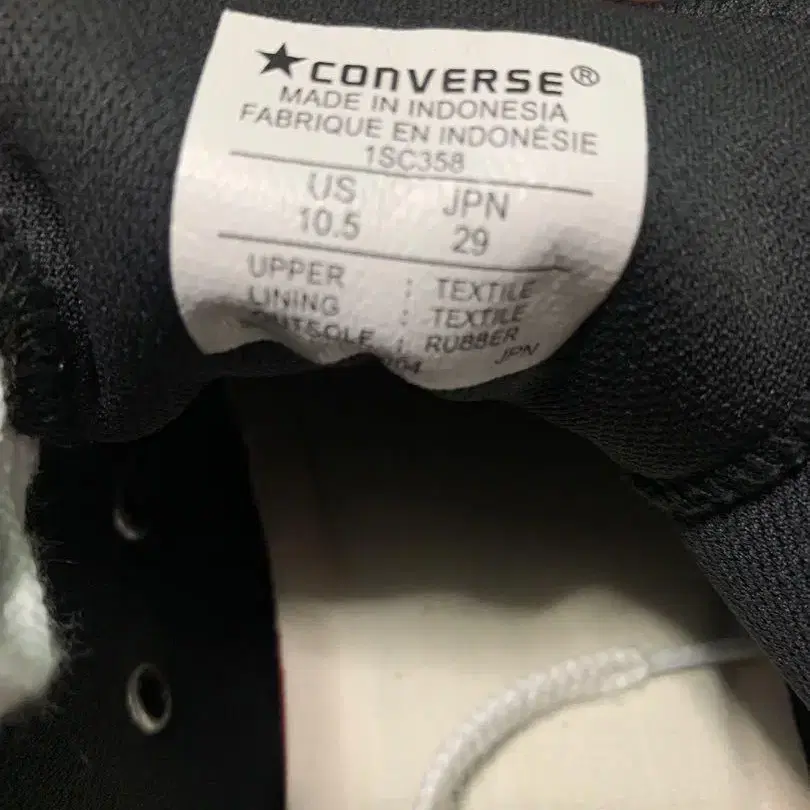 ★CONVERSE®
MADE IN INDONESIA
FABRIQUE EN INDONÉSIE
1SC358
US JPN
10.5 29
UPPER : TEXTILE
LINING : TEXTILE
OUTSOLE : RUBBER
JPN